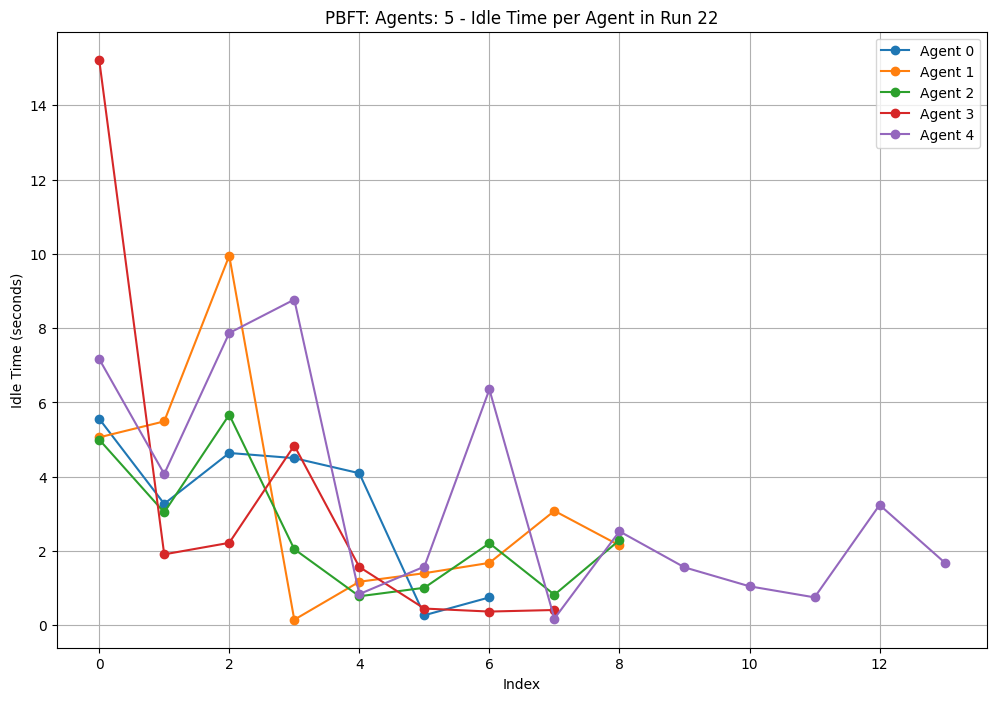 PBFT: Agents: 5 - Idle Time per Agent in Run 22
Agent 0
Agent 1
Agent 2
Agent 3
Agent 4
Idle Time (seconds)
14
12
10
8
6
4
2
0
0 2 4 6 8 10 12
Index